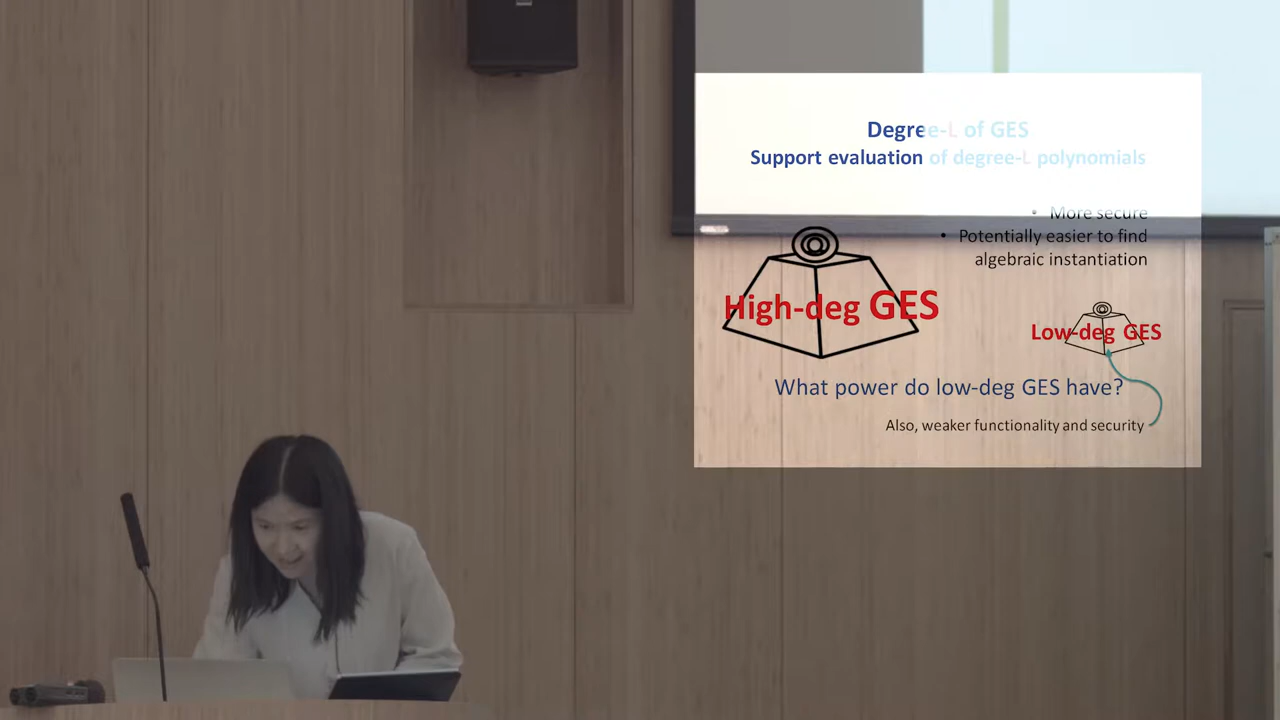 Degree-L of GES
Support evaluation of degree-L polynomials
• More secure
• Potentially easier to find
algebraic instantiation
High-deg GES
Low-deg GES
What power do low-deg GES have?
Also, weaker functionality and security